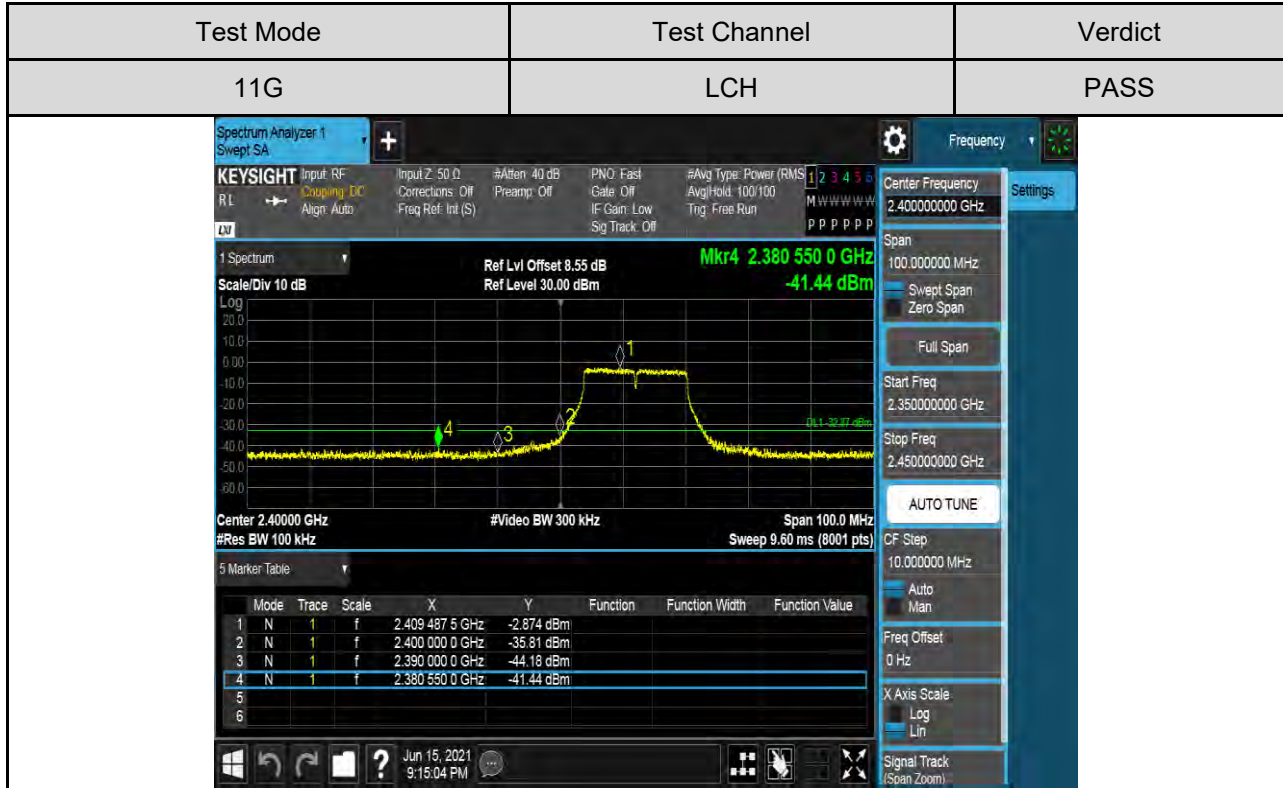 Test Mode Test Channel Verdict
11G LCH PASS
Spectrum Analyzer 1
Swept SA
+
Frequency
KEYSIGHT Input: RF Input Z: 50 Ω #Atten: 40 dB PNO: Fast #Avg Type: Power (RMS 1 2 3 4 5 6
RL Coupling: DC Corrections: Off Preamp: Off Gate: Off Avg|Hold: 100/100 M W W W W W
Align: Auto Freq Ref: Int (S) IF Gain: Low Trig: Free Run
LXI Sig Track: Off P P P P P P
1 Spectrum Ref Lvl Offset 8.55 dB Mkr4 2.380 550 0 GHz
Scale/Div 10 dB Ref Level 30.00 dBm -41.44 dBm
Log
20.0
10.0
0.00
-10.0
-20.0
-30.0
-40.0
-50.0
-60.0
1
2
3
4
DL1 -32.87 dBm
Center 2.40000 GHz #Video BW 300 kHz Span 100.0 MHz
#Res BW 100 kHz Sweep 9.60 ms (8001 pts)
5 Marker Table
Mode Trace Scale X Y Function Function Width Function Value
1 N 1 f 2.409 487 5 GHz -2.874 dBm
2 N 1 f 2.400 000 0 GHz -35.81 dBm
3 N 1 f 2.390 000 0 GHz -44.18 dBm
4 N 1 f 2.380 550 0 GHz -41.44 dBm
5
6
?
Jun 15, 2021
9:15:04 PM
Center Frequency
2.400000000 GHz
Settings
Span
100.000000 MHz
Swept Span
Zero Span
Full Span
Start Freq
2.350000000 GHz
Stop Freq
2.450000000 GHz
AUTO TUNE
CF Step
10.000000 MHz
Auto
Man
Freq Offset
0 Hz
X Axis Scale
Log
Lin
Signal Track
(Span Zoom)